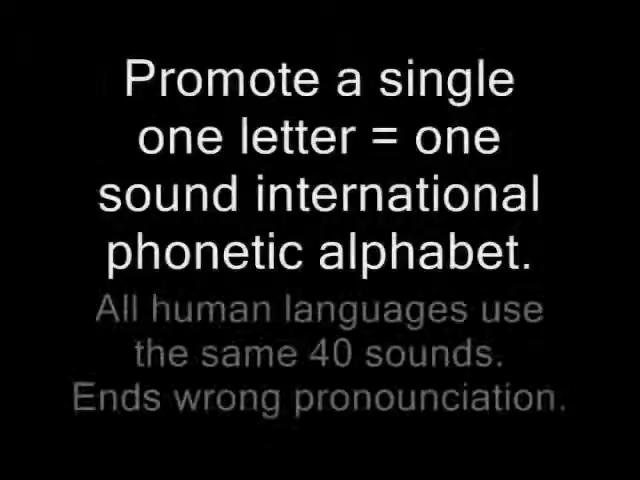 Promote a single
one letter = one
sound international
phonetic alphabet.
All human languages use
the same 40 sounds.
Ends wrong pronounciation.